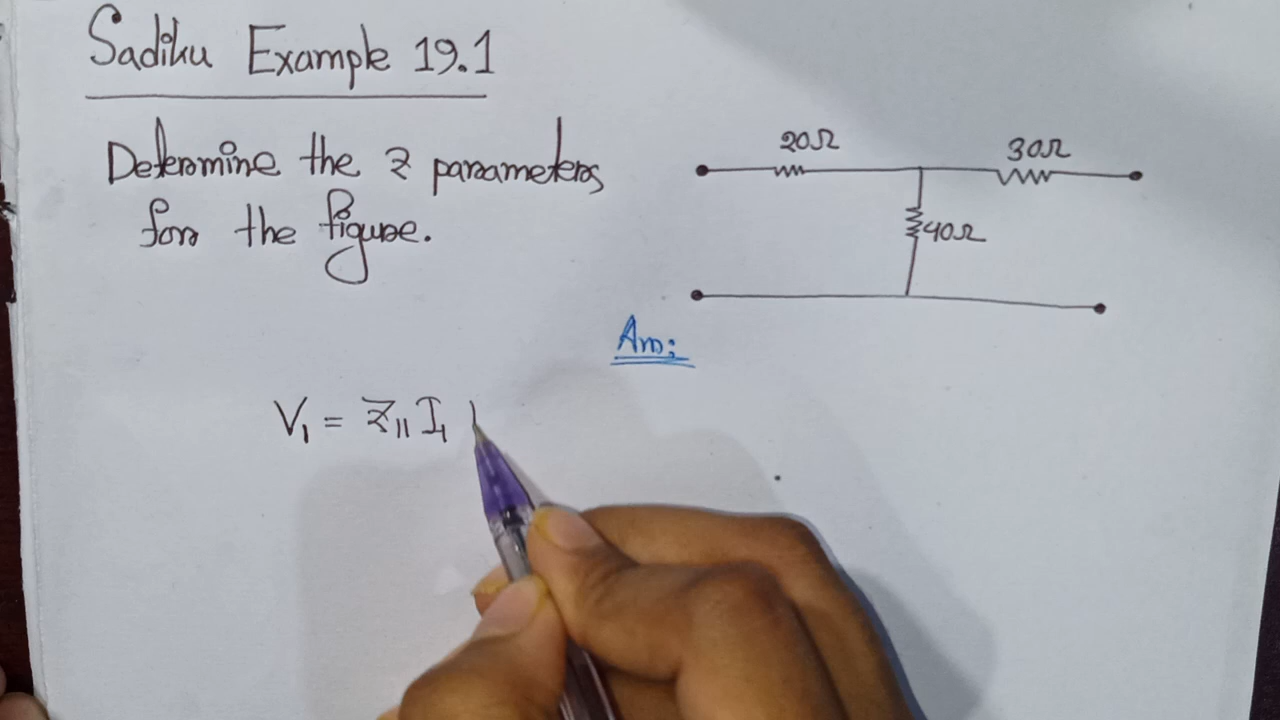 Sadiku Example 19.1
Determine the z parameters
for the figure.
20Ω
30Ω
40Ω
Ans:
V₁ = z₁₁ I₁